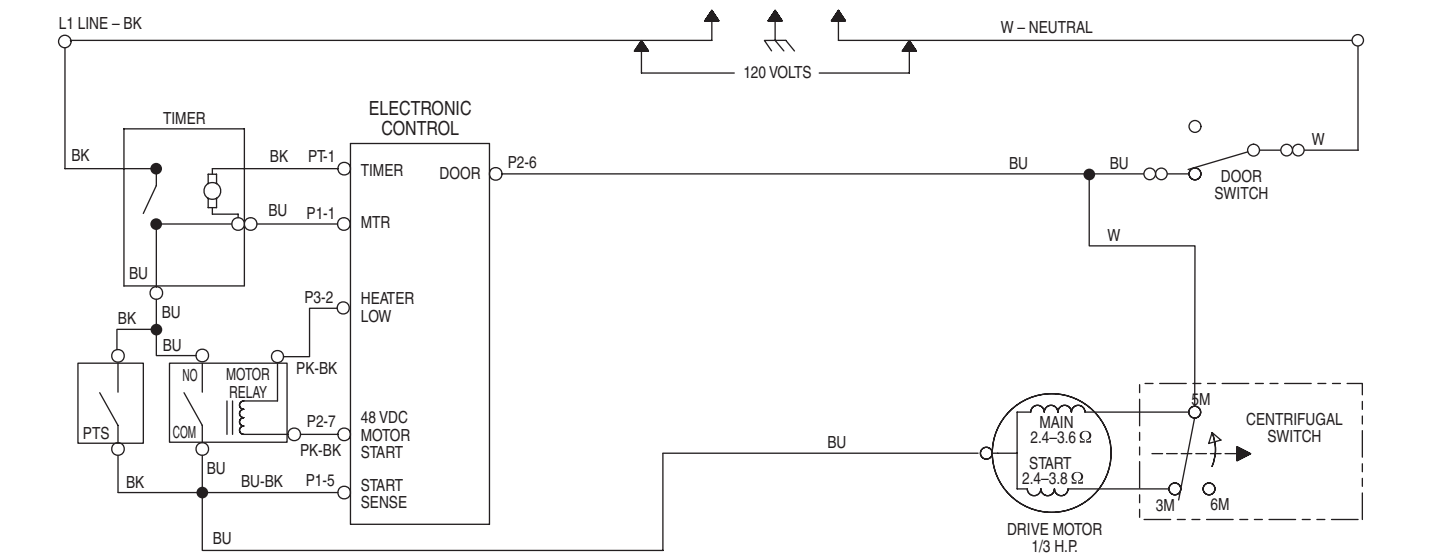 L1 LINE – BK
W – NEUTRAL
120 VOLTS
TIMER
ELECTRONIC
CONTROL
BK
BK
PT-1
TIMER
DOOR
P2-6
BU
BU
W
DOOR
SWITCH
BU
P1-1
MTR
W
BU
P3-2
HEATER
LOW
BK
BU
BU
PK-BK
NO
MOTOR
RELAY
PTS
COM
P2-7
48 VDC
MOTOR
START
PK-BK
BU
BK
BU-BK
P1-5
START
SENSE
BU
BU
MAIN
2.4–3.6 Ω
START
2.4–3.8 Ω
5M
CENTRIFUGAL
SWITCH
3M
6M
DRIVE MOTOR
1/3 H.P.